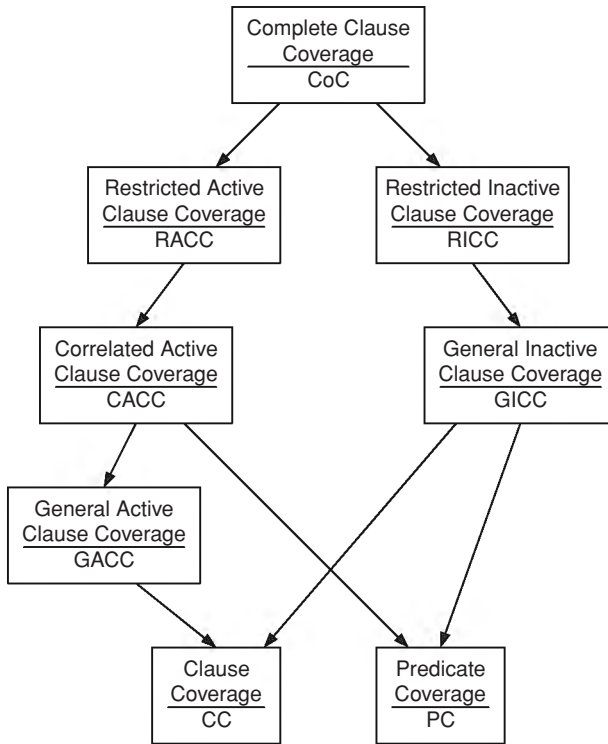 Complete Clause
Coverage
CoC
Restricted Active
Clause Coverage
RACC
Restricted Inactive
Clause Coverage
RICC
Correlated Active
Clause Coverage
CACC
General Inactive
Clause Coverage
GICC
General Active
Clause Coverage
GACC
Clause
Coverage
CC
Predicate
Coverage
PC